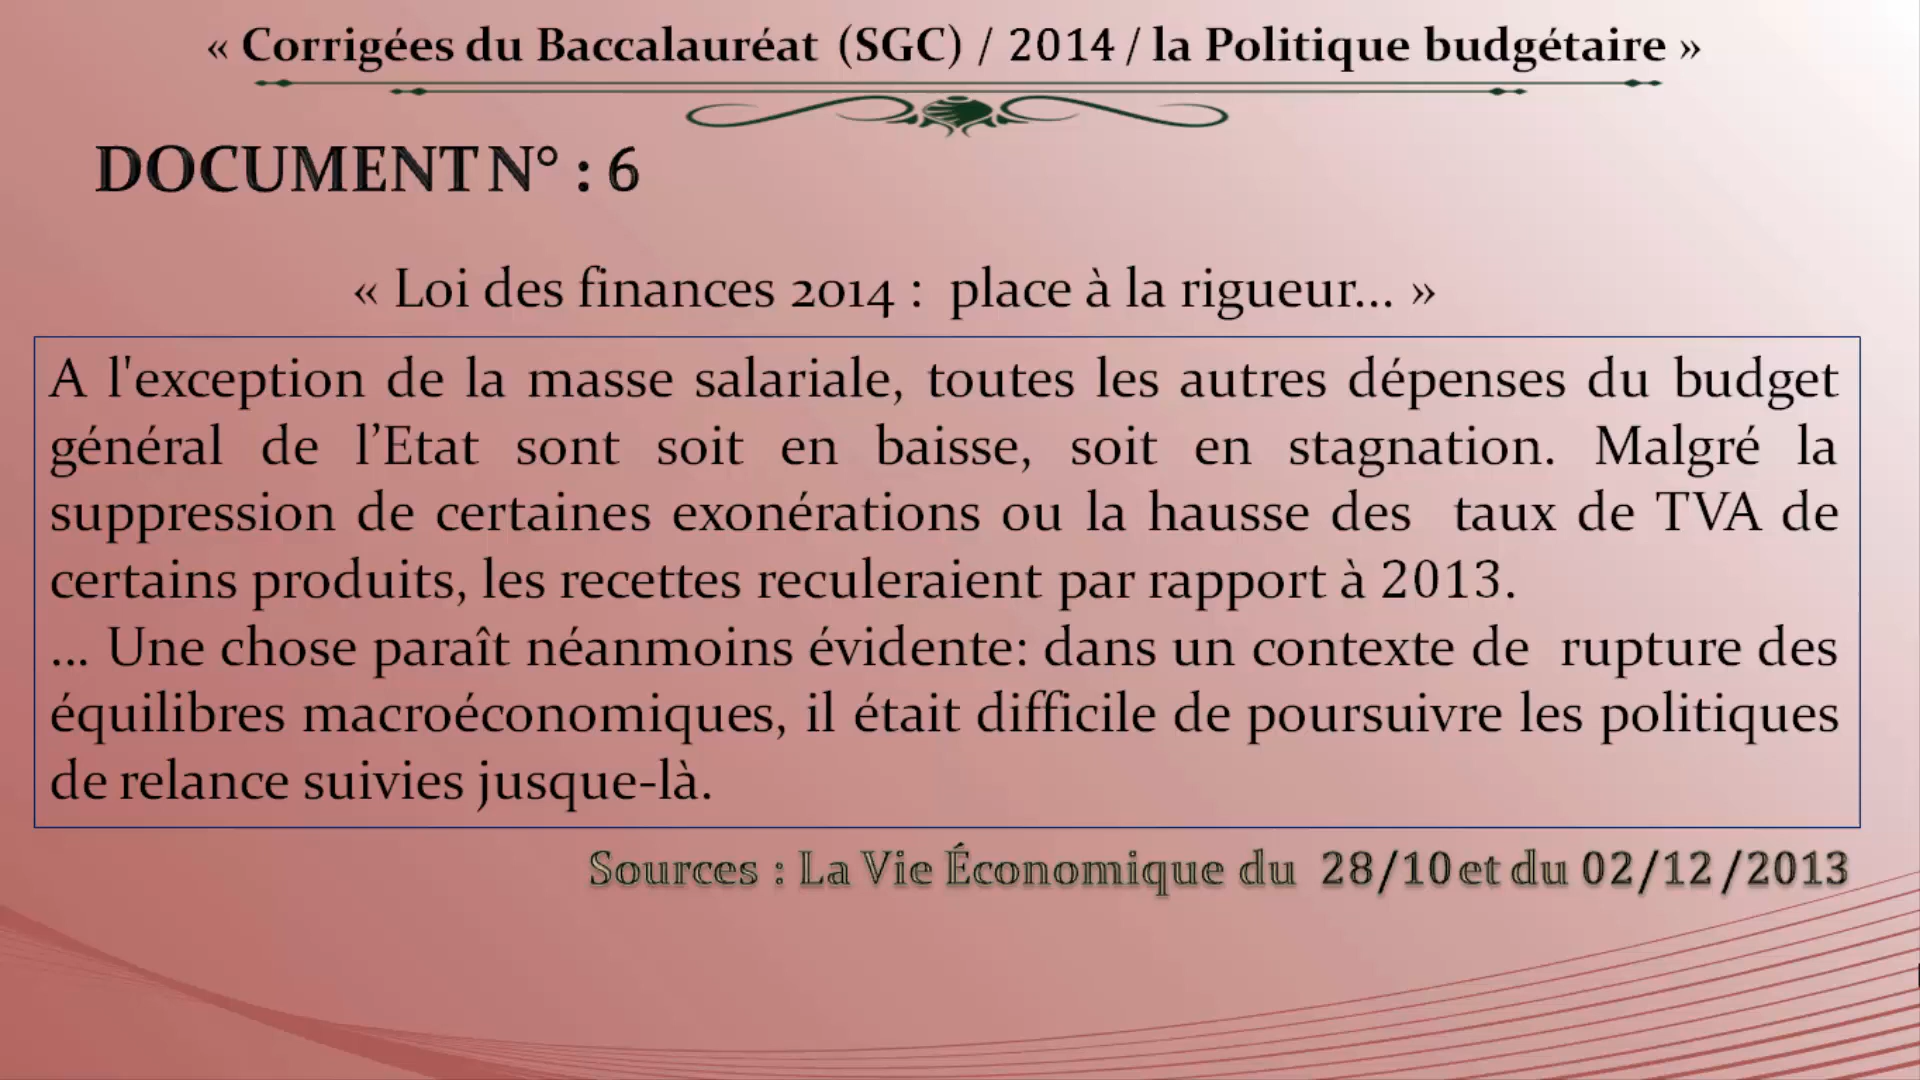 « Corrigées du Baccalauréat (SGC) / 2014 / la Politique budgétaire »
DOCUMENT N° : 6
« Loi des finances 2014 : place à la rigueur... »
A l'exception de la masse salariale, toutes les autres dépenses du budget
général de l’Etat sont soit en baisse, soit en stagnation. Malgré la
suppression de certaines exonérations ou la hausse des taux de TVA de
certains produits, les recettes reculeraient par rapport à 2013.
... Une chose paraît néanmoins évidente: dans un contexte de rupture des
équilibres macroéconomiques, il était difficile de poursuivre les politiques
de relance suivies jusque-là.
Sources : La Vie Économique du 28/10 et du 02/12 /2013